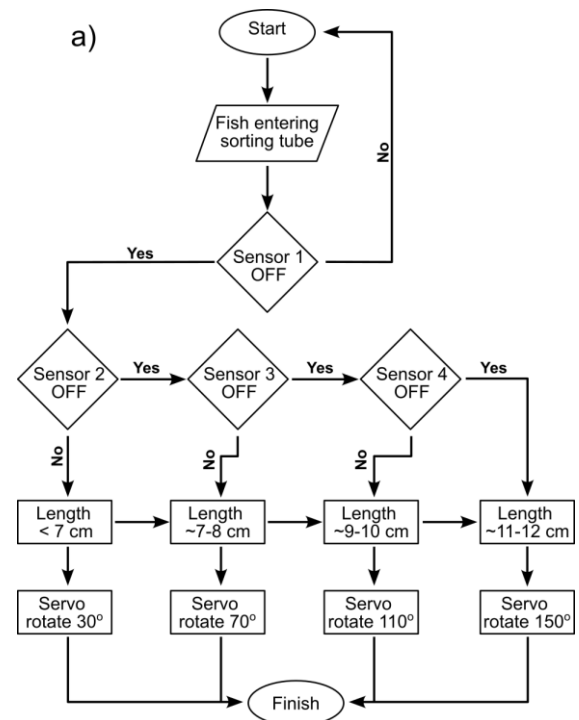 a)
Start
Fish entering
sorting tube
No
Yes
Sensor 1
OFF
Sensor 2
OFF
Yes
Sensor 3
OFF
Yes
Sensor 4
OFF
Yes
No
No
No
Length
< 7 cm
Length
~7-8 cm
Length
~9-10 cm
Length
~11-12 cm
Servo
rotate 30°
Servo
rotate 70°
Servo
rotate 110°
Servo
rotate 150°
Finish